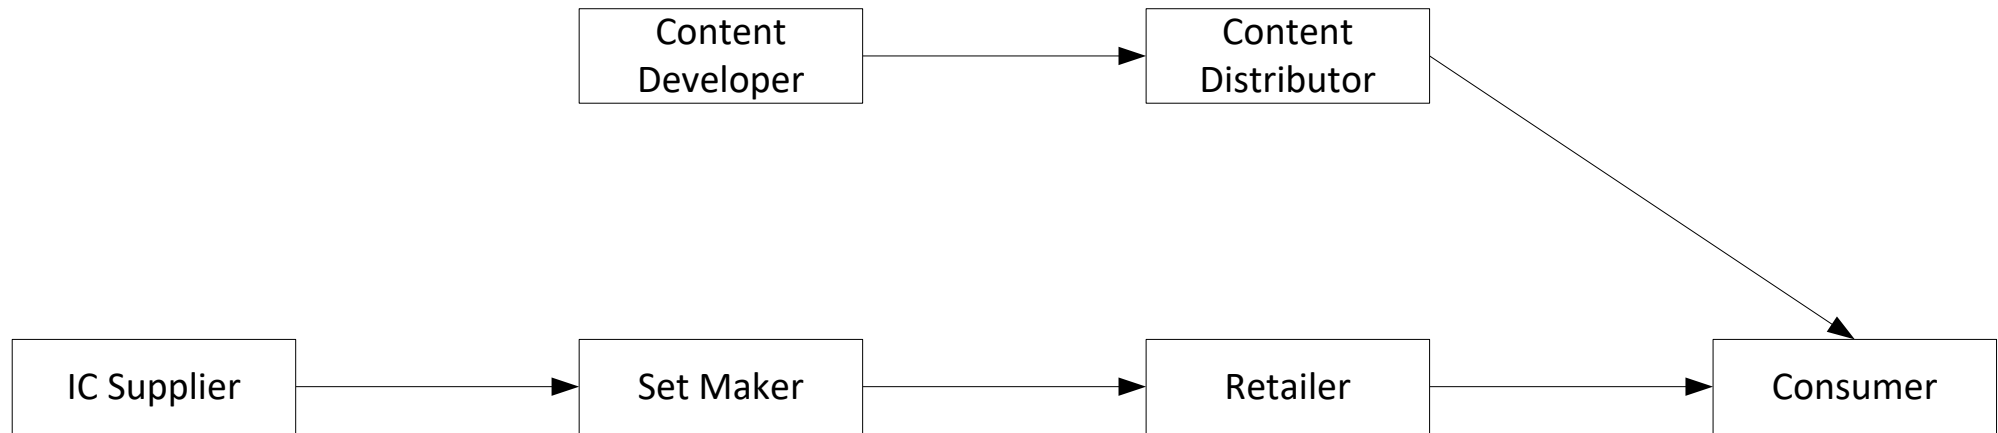 Content
Developer
Content
Distributor
IC Supplier
Set Maker
Retailer
Consumer